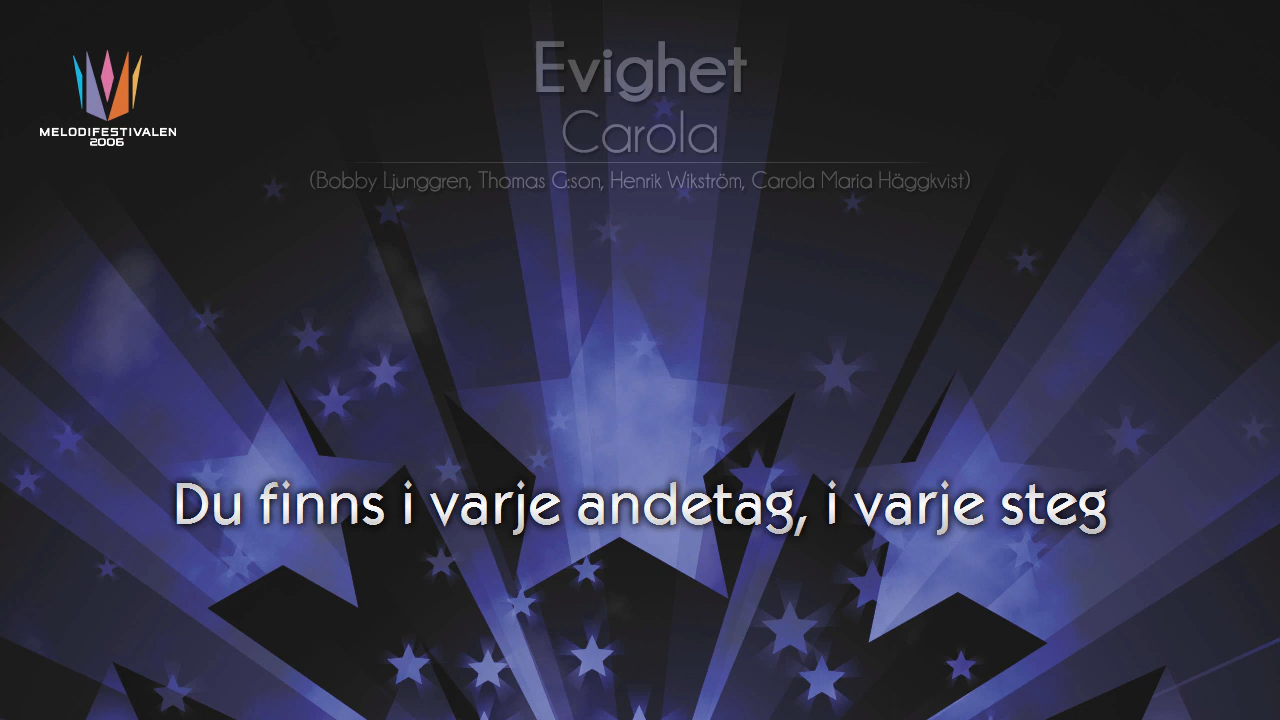 MELODIFESTIVALEN
2006
Evighet
Carola
(Bobby Ljunggren, Thomas G:son, Henrik Wikström, Carola Maria Häggkvist)
Du finns i varje andetag, i varje steg